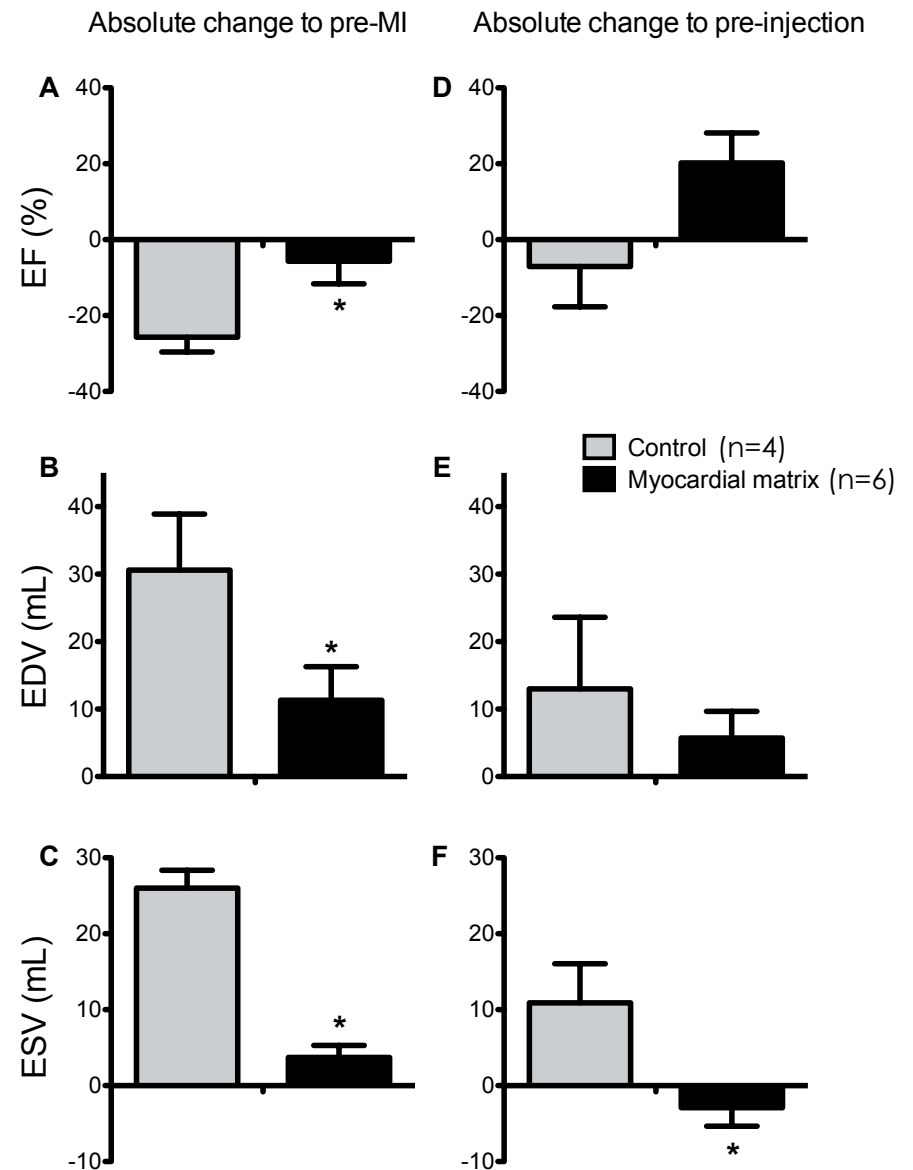 Absolute change to pre-MI
Absolute change to pre-injection
A
EF (%)
40
20
0
-20
-40
*
D
40
20
0
-20
-40
Control (n=4)
Myocardial matrix (n=6)
B
EDV (mL)
40
30
20
10
0
*
E
40
30
20
10
0
C
ESV (mL)
30
20
10
0
-10
*
F
30
20
10
0
-10
*